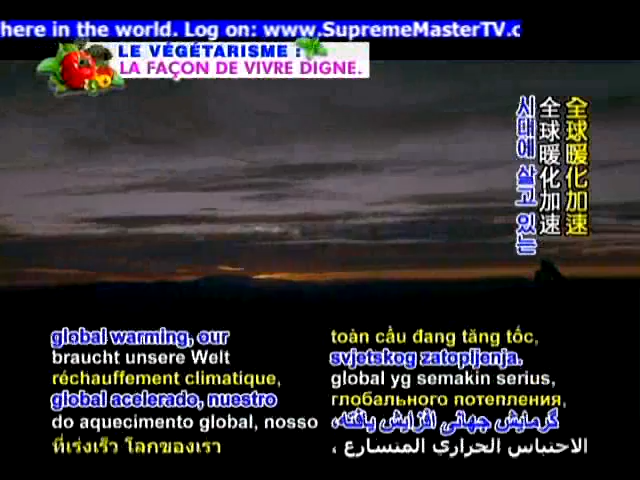 here in the world. Log on: www.SupremeMasterTV.c
LE VÉGÉTARISME :
LA FAÇON DE VIVRE DIGNE.
全球暖化加速
全球暖化加速
시대에 살고 있는
global warming, our
braucht unsere Welt
réchauffement climatique,
global acelerado, nuestro
do aquecimento global, nosso
ที่เร่งเร็ว โลกของเรา
toàn cầu đang tăng tốc,
svjetskog zatopljenja.
global yg semakin serius,
глобального потепления,
گرمایش جهانی افزایش یافته،
الاحتباس الحراري المتسارع ،